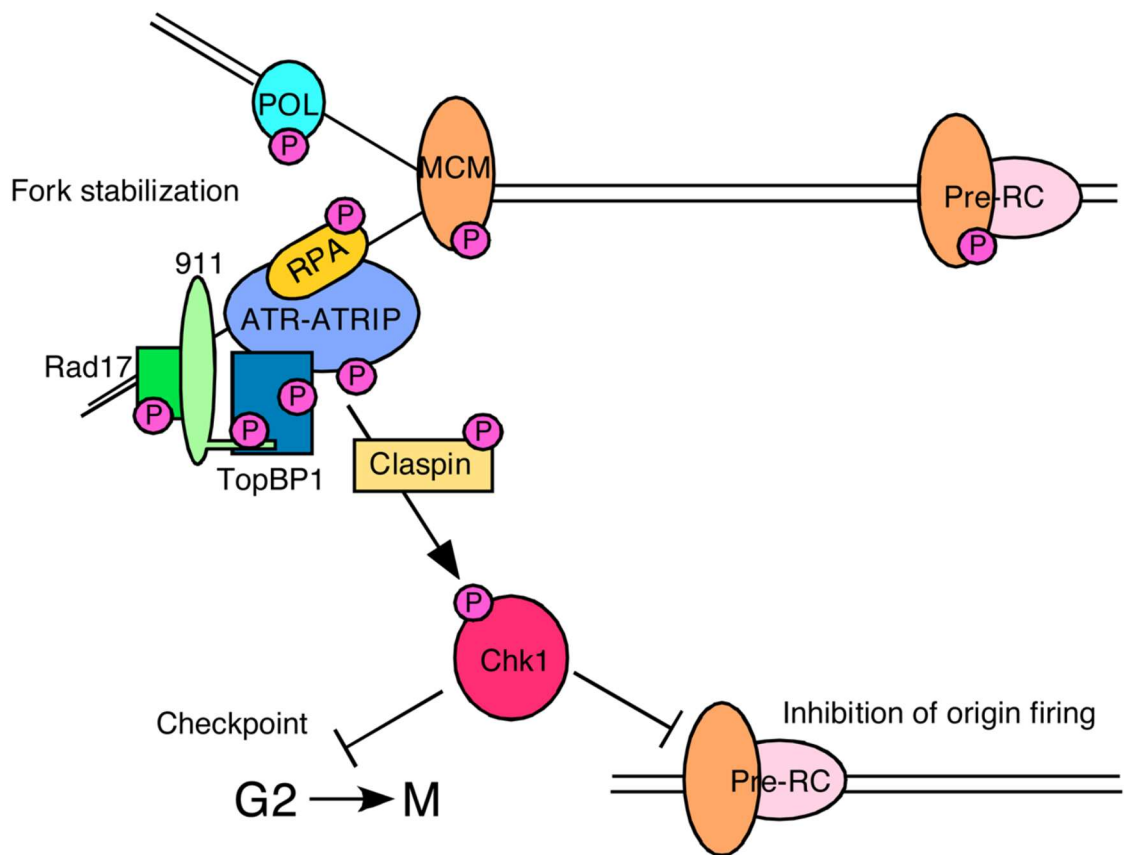 POL
P
MCM
Fork stabilization
Pre-RC
P
P
P
RPA
911
ATR-ATRIP
Rad17
P
P
P
P
P
TopBP1
Claspin
P
Chk1
Checkpoint
Inhibition of origin firing
Pre-RC
G2 M